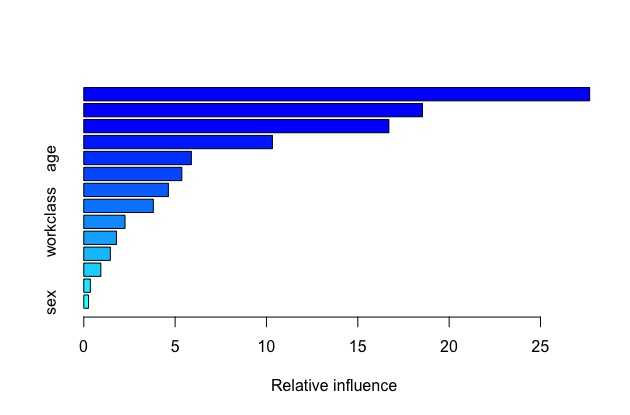 age
workclass
sex
0 5 10 15 20 25
Relative influence